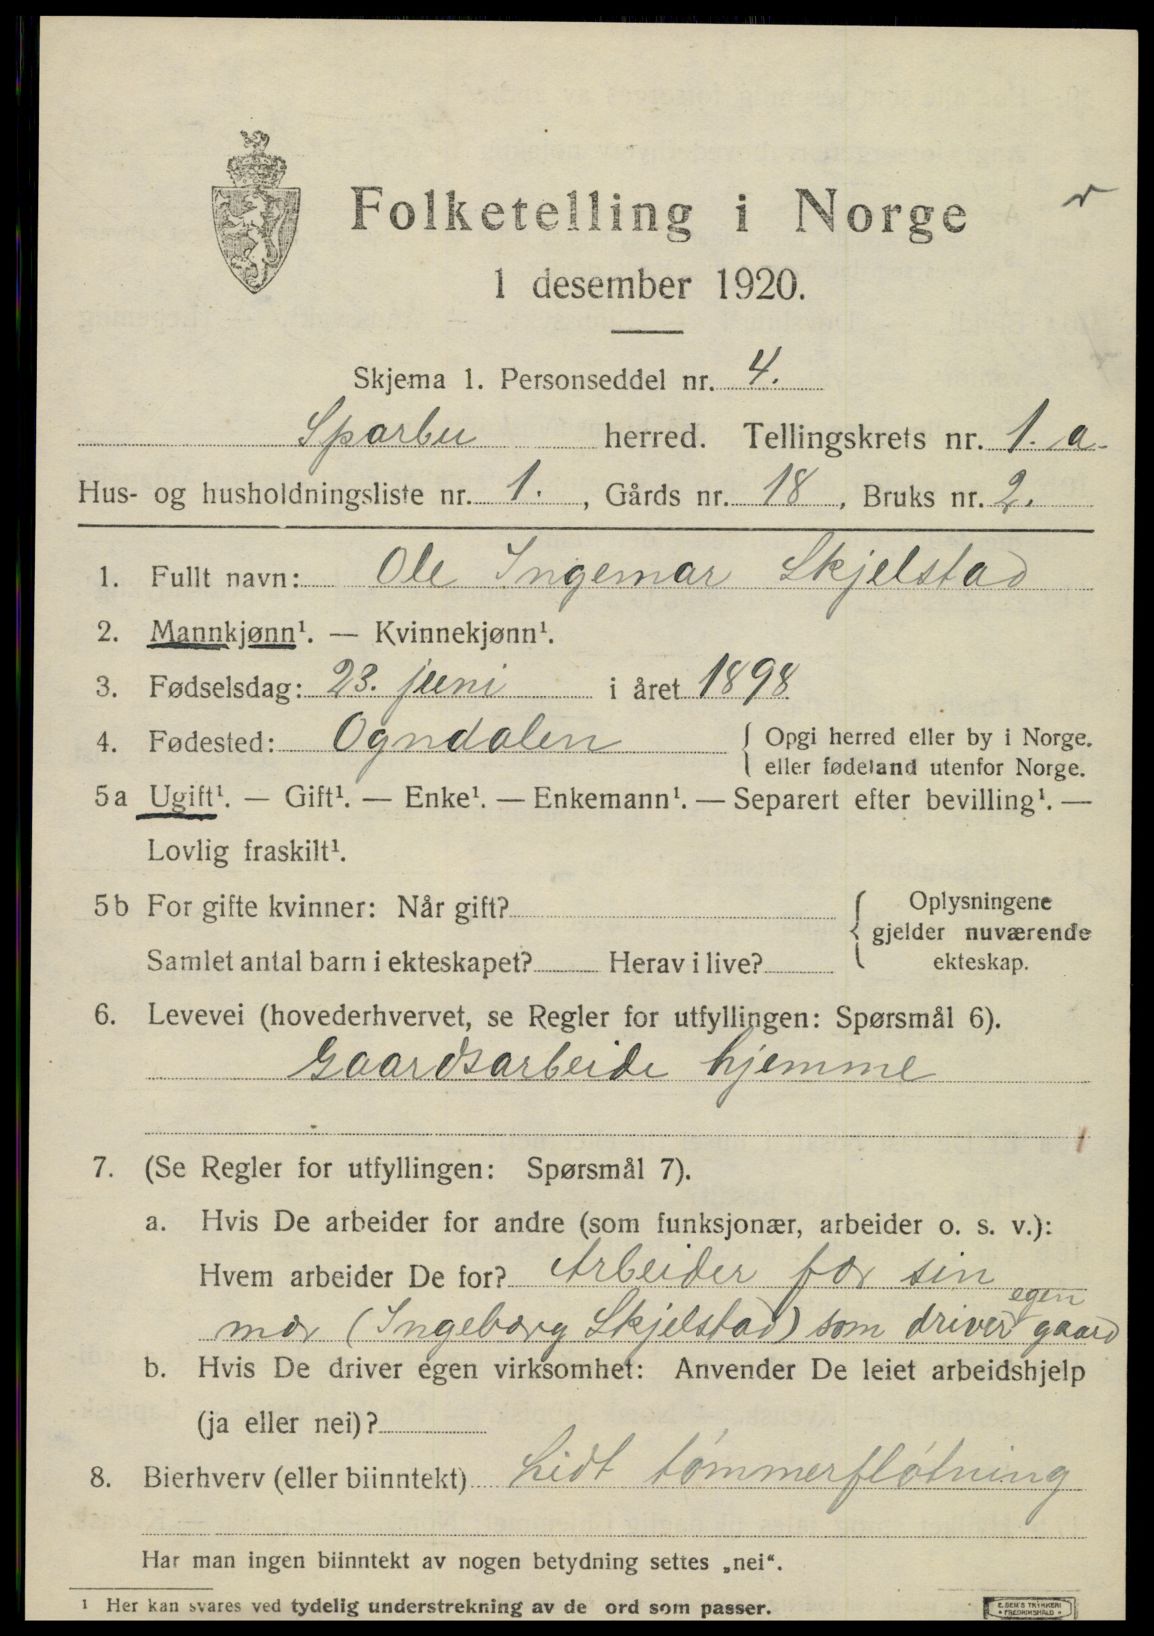 Folketelling i Norge
1 desember 1920.
Skjema 1. Personseddel nr. 4.
Sparbu herred. Tellingskrets nr. 1. a.
Hus- og husholdningsliste nr. 1., Gårds nr. 18, Bruks nr. 2.
1. Fullt navn: Ole Ingemar Skjelstad
2. Mannkjønn¹. — Kvinnekjønn¹.
3. Fødselsdag: 23. juni i året 1898
4. Fødested: Ogndalen { Opgi herred eller by i Norge.
eller fødeland utenfor Norge.
5a Ugift¹. — Gift¹. — Enke¹. — Enkemann¹. — Separert efter bevilling¹. —
Lovlig fraskilt¹.
5b For gifte kvinner: Når gift? { Oplysningene
gjelder nuværende
Samlet antal barn i ekteskapet? Herav i live? ekteskap.
6. Levevei (hovederhvervet, se Regler for utfyllingen: Spørsmål 6).
Gaardsarbeide hjemme
7. (Se Regler for utfyllingen: Spørsmål 7).
a. Hvis De arbeider for andre (som funksjonær, arbeider o. s. v.):
Hvem arbeider De for? Arbeider for sin
mor (Ingeborg Skjelstad) som driver egen gaard
b. Hvis De driver egen virksomhet: Anvender De leiet arbeidshjelp
(ja eller nei)?
8. Bierhverv (eller biinntekt) Lidt tømmerfløtning
Har man ingen biinntekt av nogen betydning settes „nei“.
¹ Her kan svares ved tydelig understrekning av de ord som passer.
E. SEM'S TRYKKERI
• FREDRIKSHALD •